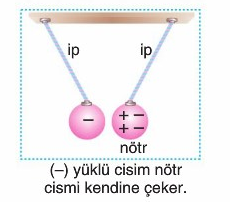 ip ip
–
+ –
+ –
nötr
(–) yüklü cisim nötr
cismi kendine çeker.